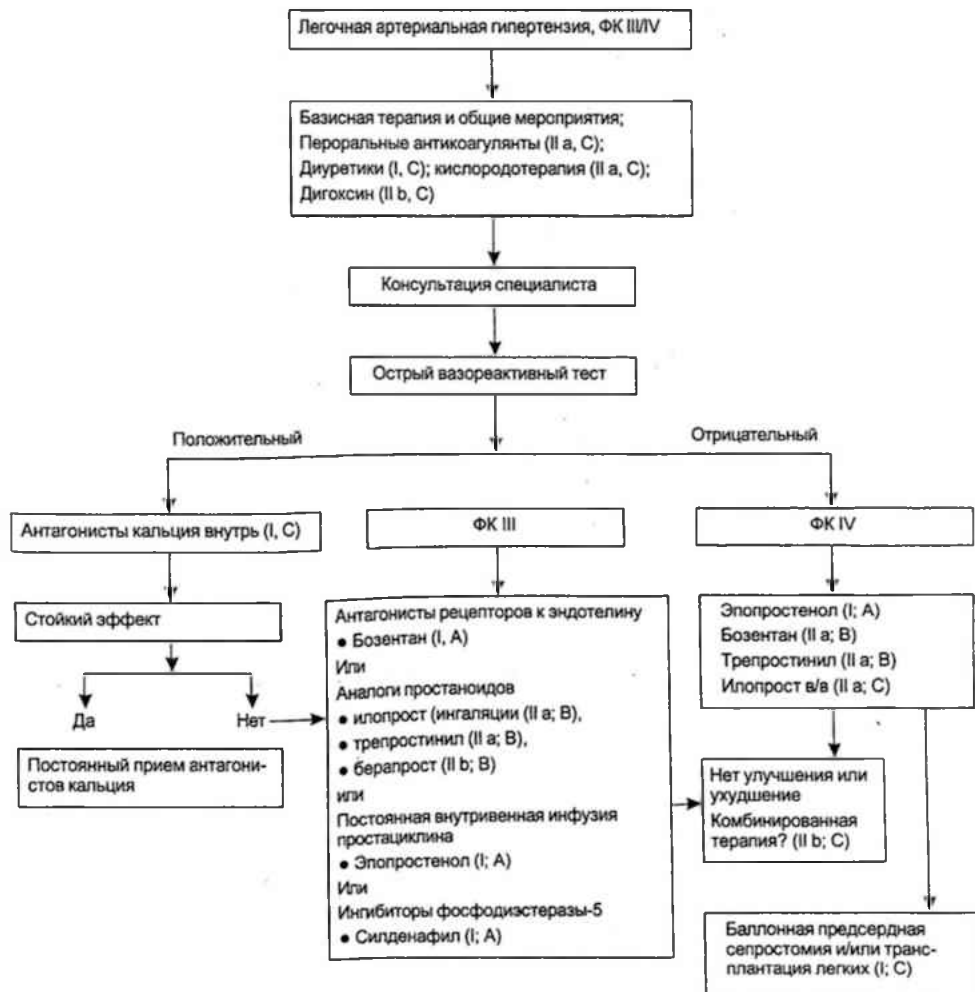 Легочная артериальная гипертензия, ФК III/IV
Базисная терапия и общие мероприятия;
Пероральные антикоагулянты (II a, C);
Диуретики (I, C); кислородотерапия (II a, C);
Дигоксин (II b, C)
Консультация специалиста
Острый вазореактивный тест
Положительный
Отрицательный
Антагонисты кальция внутрь (I, C)
ФК III
ФК IV
Стойкий эффект
Да
Нет
Постоянный прием антагони-
стов кальция
Антагонисты рецепторов к эндотелину
• Бозентан (I, A)
Или
Аналоги простаноидов
• илопрост (ингаляции (II a; B),
• трепростинил (II a; B),
• берапрост (II b; B)
или
Постоянная внутривенная инфузия
простациклина
• Эпопростенол (I; A)
Или
Ингибиторы фосфодиэстеразы-5
• Силденафил (I; A)
Эпопростенол (I; A)
Бозентан (II a; B)
Трепростинил (II a; B)
Илопрост в/в (II a; C)
Нет улучшения или
ухудшение
Комбинированная
терапия? (II b; C)
Баллонная предсердная
сепростомия и/или транс-
плантация легких (I; C)